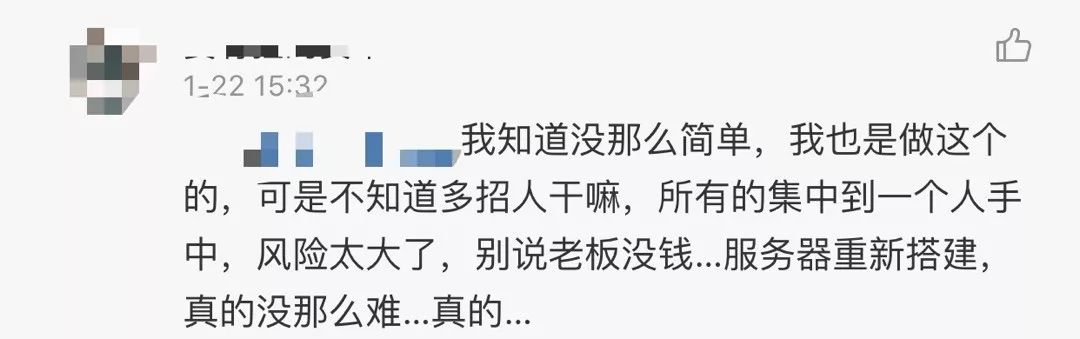 1-22 15:32
我知道没那么简单，我也是做这个
的，可是不知道多招人干嘛，所有的集中到一个人手
中，风险太大了，别说老板没钱...服务器重新搭建，
真的没那么难...真的...